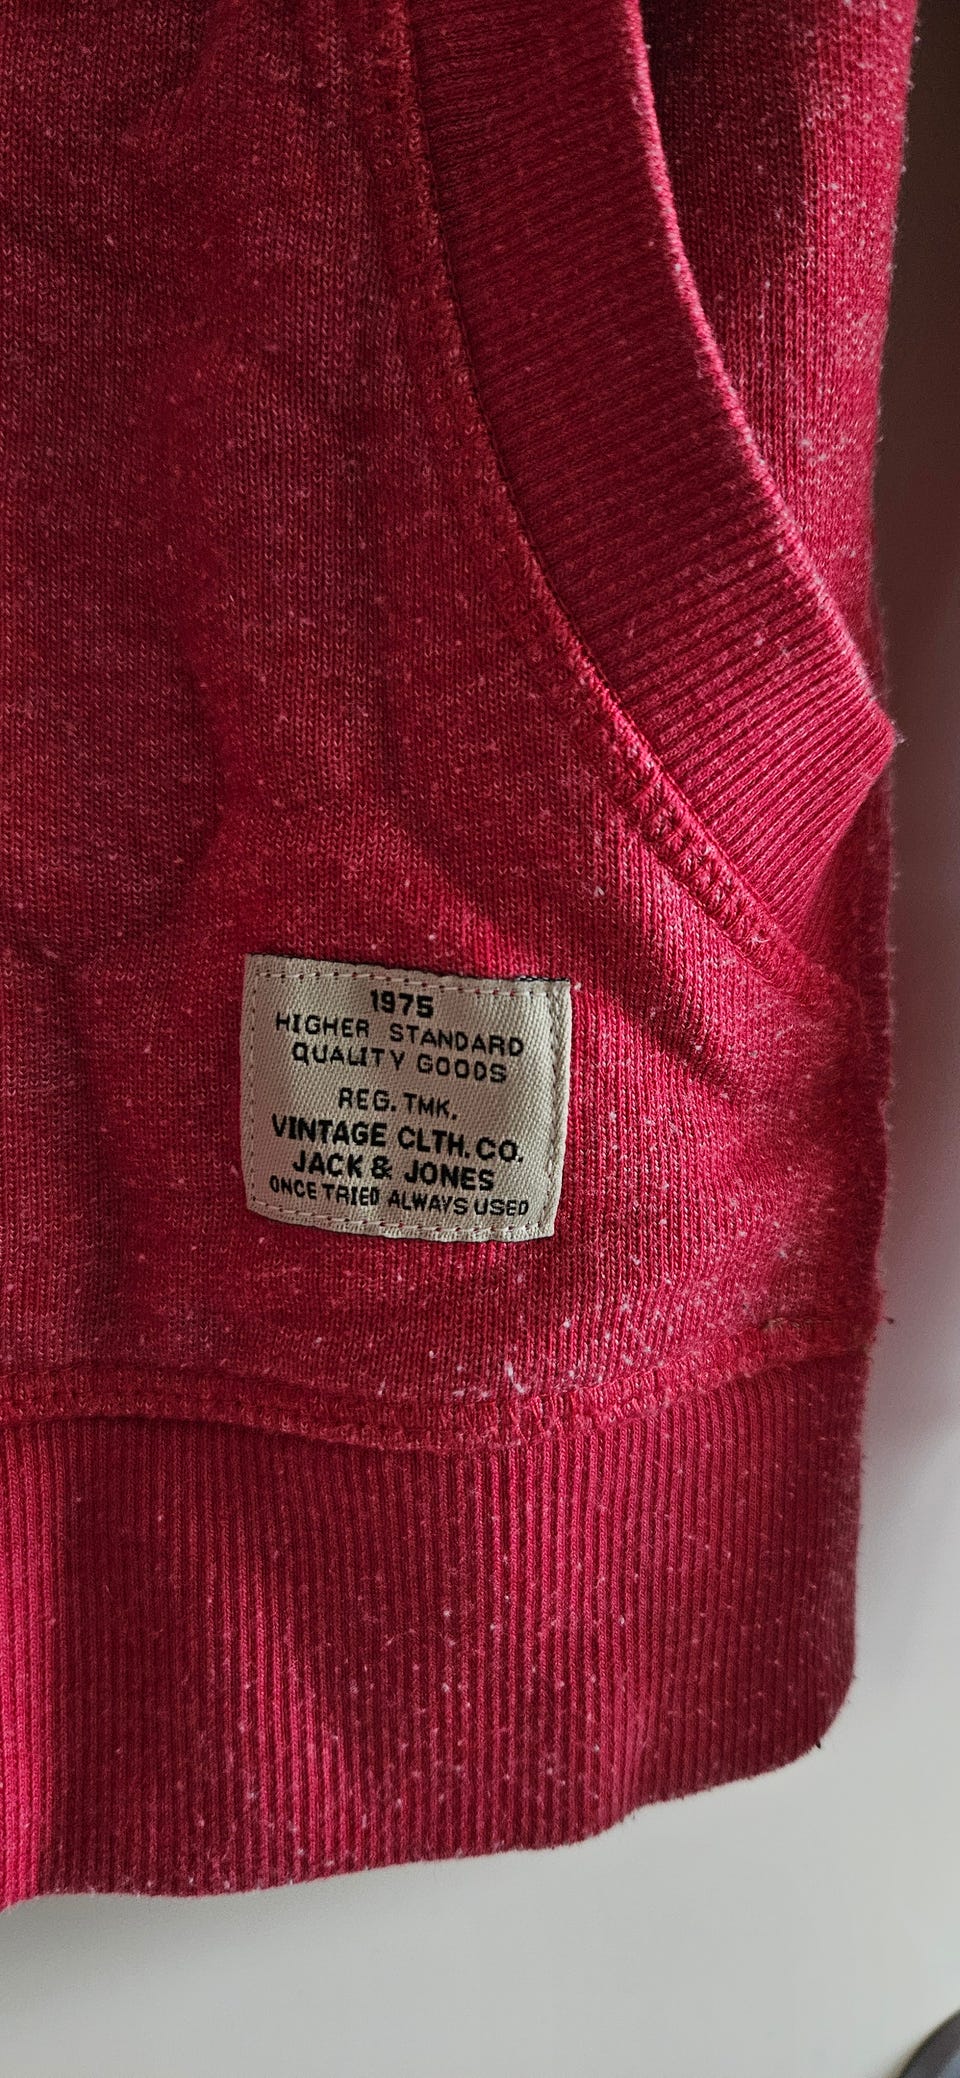 1975
HIGHER STANDARD
QUALITY GOODS
REG. TMK.
VINTAGE CLTH. CO.
JACK & JONES
ONCE TRIED ALWAYS USED